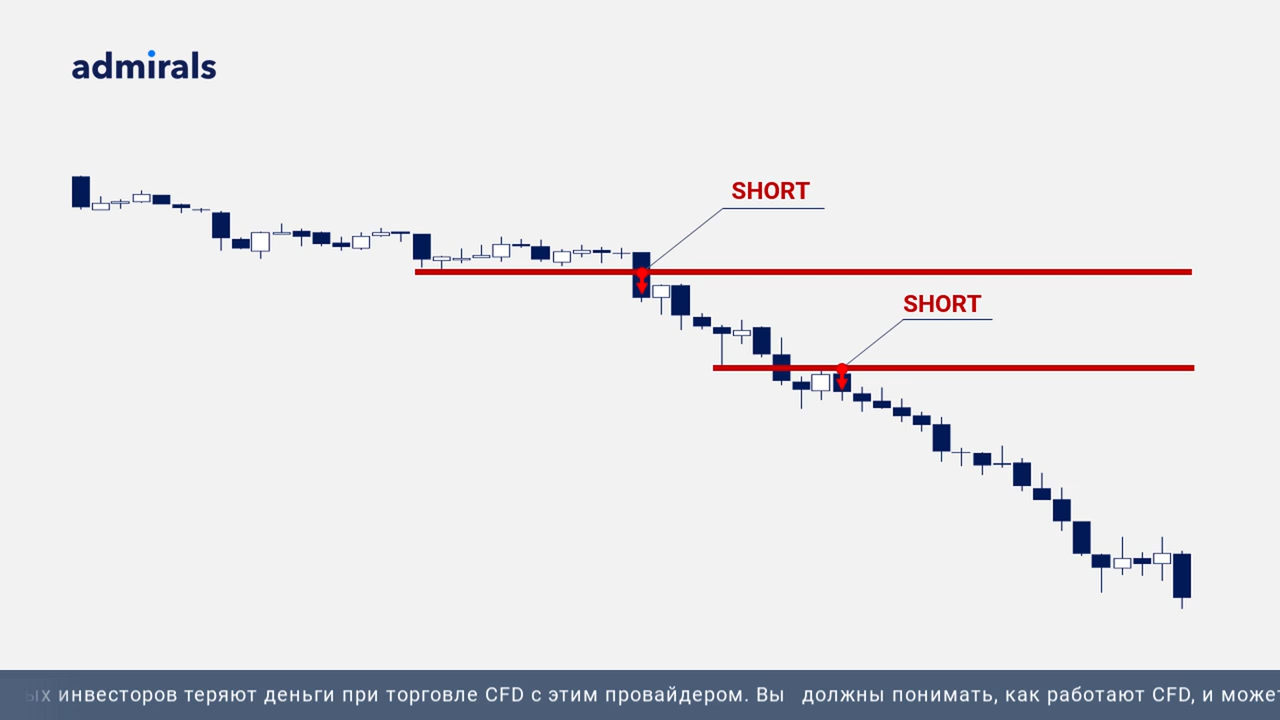 admirals
SHORT
SHORT
инвесторов теряют деньги при торговле CFD с этим провайдером. Вы должны понимать, как работают CFD, и може